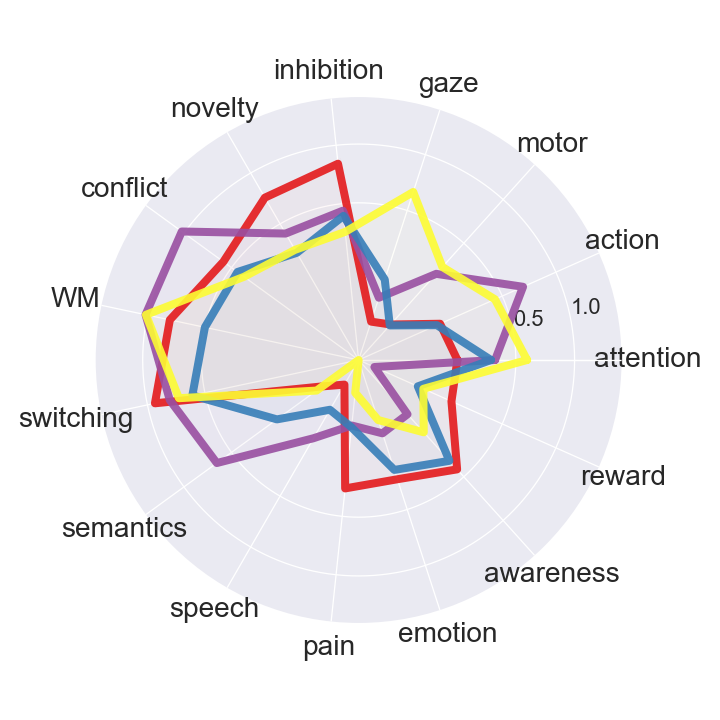 inhibition
gaze
novelty
motor
conflict
action
WM
1.0
0.5
attention
switching
reward
semantics
awareness
speech
emotion
pain